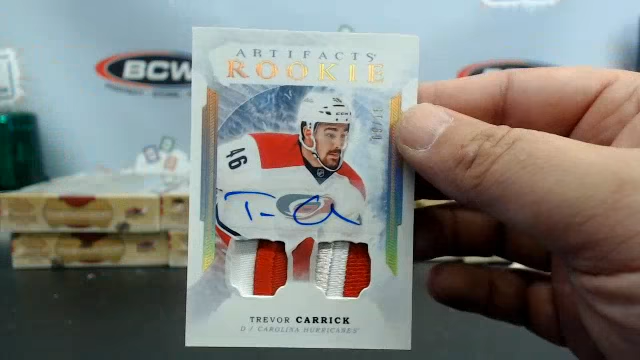 BCW
ARTIFACTS
ROOKIE
46
TREVOR CARRICK
D / CAROLINA HURRICANES